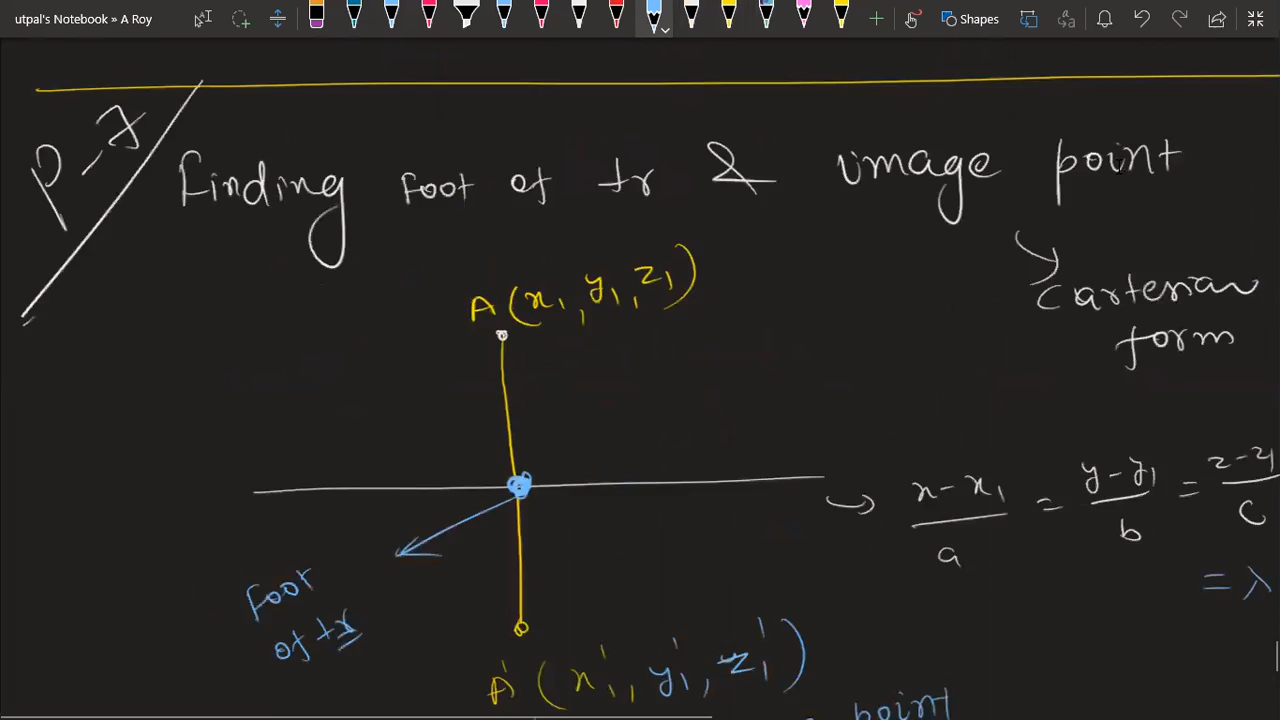 utpal's Notebook » A Roy
Shapes
P-7
Finding foot of ⊥r & image point
Cartesian
form
A(x₁, y₁, z₁)
x-x₁/a = y-y₁/b = z-z₁/c
= λ
Foot
of ⊥r
A'(x₁', y₁', z₁')
point